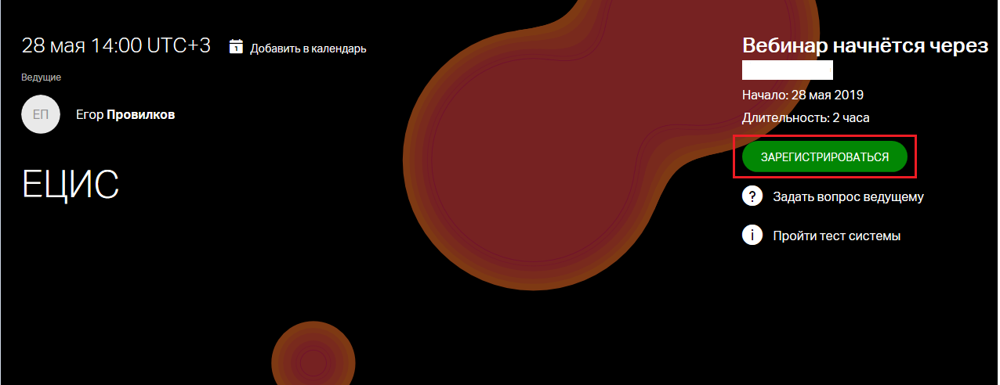 28 мая 14:00 UTC+3
1
Добавить в календарь
Ведущие
ЕП
Егор Провилков
ЕЦИС
Вебинар начнётся через
Начало: 28 мая 2019
Длительность: 2 часа
ЗАРЕГИСТРИРОВАТЬСЯ
? Задать вопрос ведущему
i Пройти тест системы